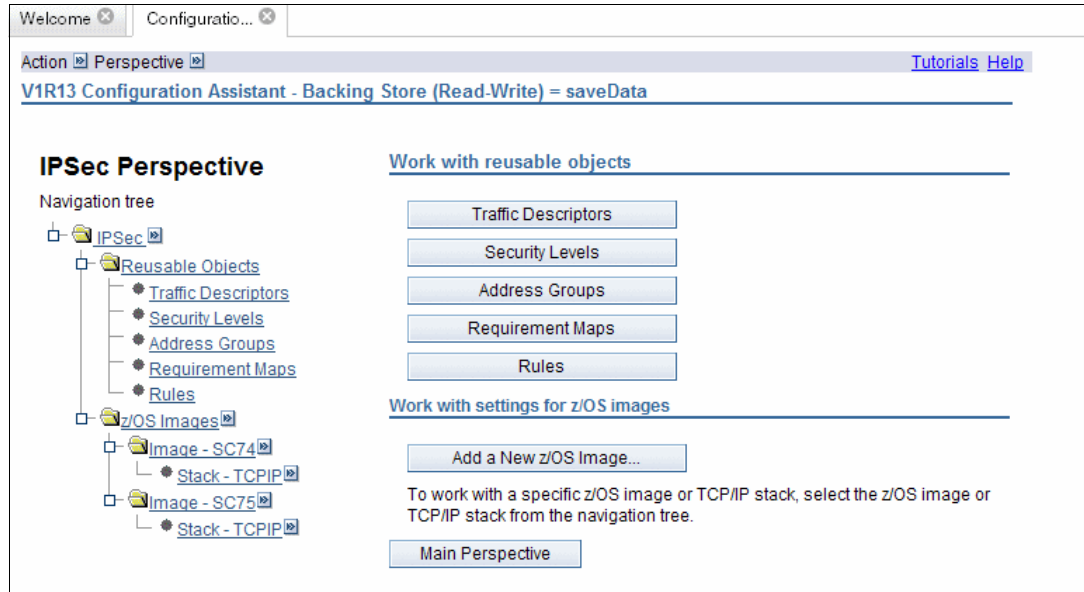 Welcome
Configuratio...
Action Perspective
Tutorials Help
V1R13 Configuration Assistant - Backing Store (Read-Write) = saveData
IPSec Perspective
Navigation tree
IPSec
Reusable Objects
Traffic Descriptors
Security Levels
Address Groups
Requirement Maps
Rules
z/OS Images
Image - SC74
Stack - TCPIP
Image - SC75
Stack - TCPIP
Work with reusable objects
Traffic Descriptors
Security Levels
Address Groups
Requirement Maps
Rules
Work with settings for z/OS images
Add a New z/OS Image...
To work with a specific z/OS image or TCP/IP stack, select the z/OS image or
TCP/IP stack from the navigation tree.
Main Perspective